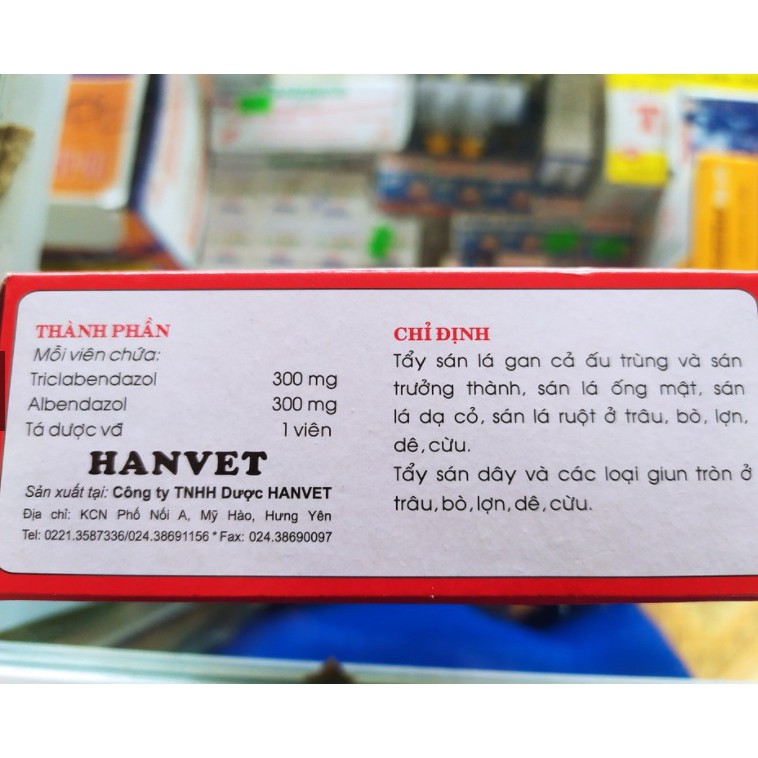 THÀNH PHẦN
Mỗi viên chứa:
Triclabendazol 300 mg
Albendazol 300 mg
Tá dược vđ 1 viên
HANVET
Sản xuất tại: Công ty TNHH Dược HANVET
Địa chỉ: KCN Phố Nối A, Mỹ Hào, Hưng Yên
Tel: 0221.3587336/024.38691156 * Fax: 024.38690097
CHỈ ĐỊNH
Tẩy sán lá gan cả ấu trùng và sán
trưởng thành, sán lá ống mật, sán
lá dạ cỏ, sán lá ruột ở trâu, bò, lợn,
dê, cừu.
Tẩy sán dây và các loại giun tròn ở
trâu, bò, lợn, dê, cừu.